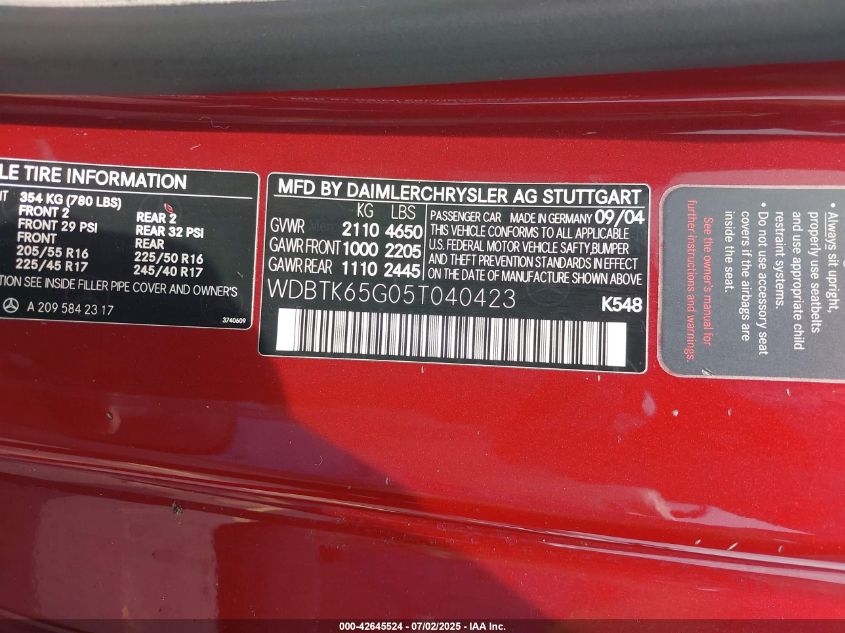 LE TIRE INFORMATION
NT 354 KG (780 LBS)
FRONT 2 REAR 2
FRONT 29 PSI REAR 32 PSI
FRONT REAR
205/55 R16 225/50 R16
225/45 R17 245/40 R17
TION SEE INSIDE FILLER PIPE COVER AND OWNER'S
A 209 584 23 17
3740609
MFD BY DAIMLERCHRYSLER AG STUTTGART
KG LBS
GVWR 2110 4650
GAWR FRONT 1000 2205
GAWR REAR 1110 2445
PASSENGER CAR MADE IN GERMANY 09/04
THIS VEHICLE CONFORMS TO ALL APPLICABLE
U.S. FEDERAL MOTOR VEHICLE SAFTY, BUMPER
AND THEFT PREVENTION STANDARDS IN EFFECT
ON THE DATE OF MANUFACTURE SHOWN ABOVE
WDBTK65G05T040423
K548
• Always sit upright,
properly use seatbelts
and use appropriate child
restraint systems.
• Do not use accessory seat
covers if the airbags are
inside the seat.
See the owner's manual for
further instructions and warnings.
000-42645524 / 07/02/2025 - IAA Inc.